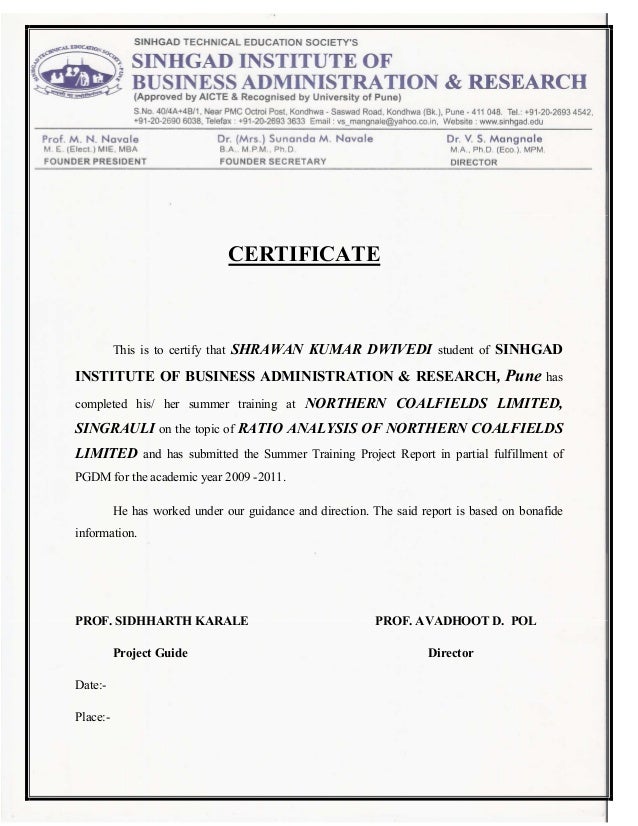 SINHGAD TECHNICAL EDUCATION SOCIETY'S
SINHGAD INSTITUTE OF
BUSINESS ADMINISTRATION & RESEARCH
(Approved by AICTE & Recognised by University of Pune)
S.No. 40/4A+4B/1, Near PMC Octroi Post, Kondhwa - Saswad Road, Kondhwa (Bk.), Pune - 411 048. Tel.: +91-20-2693 4542,
+91-20-2690 6038, Telefax : +91-20-2693 3633 Email : vs_mangnale@yahoo.co.in, Website : www.sinhgad.edu
Prof. M. N. Navale Dr. (Mrs.) Sunanda M. Navale Dr. V. S. Mangnale
M. E. (Elect.) MIE, MBA B.A., M.P.M., Ph.D. M.A., Ph.D. (Eco.), MPM,
FOUNDER PRESIDENT FOUNDER SECRETARY DIRECTOR
CERTIFICATE
This is to certify that SHRAWAN KUMAR DWIVEDI student of SINHGAD
INSTITUTE OF BUSINESS ADMINISTRATION & RESEARCH, Pune has
completed his/ her summer training at NORTHERN COALFIELDS LIMITED,
SINGRAULI on the topic of RATIO ANALYSIS OF NORTHERN COALFIELDS
LIMITED and has submitted the Summer Training Project Report in partial fulfillment of
PGDM for the academic year 2009 -2011.
He has worked under our guidance and direction. The said report is based on bonafide
information.
PROF. SIDHHARTH KARALE PROF. AVADHOOT D. POL
Project Guide Director
Date:-
Place:-